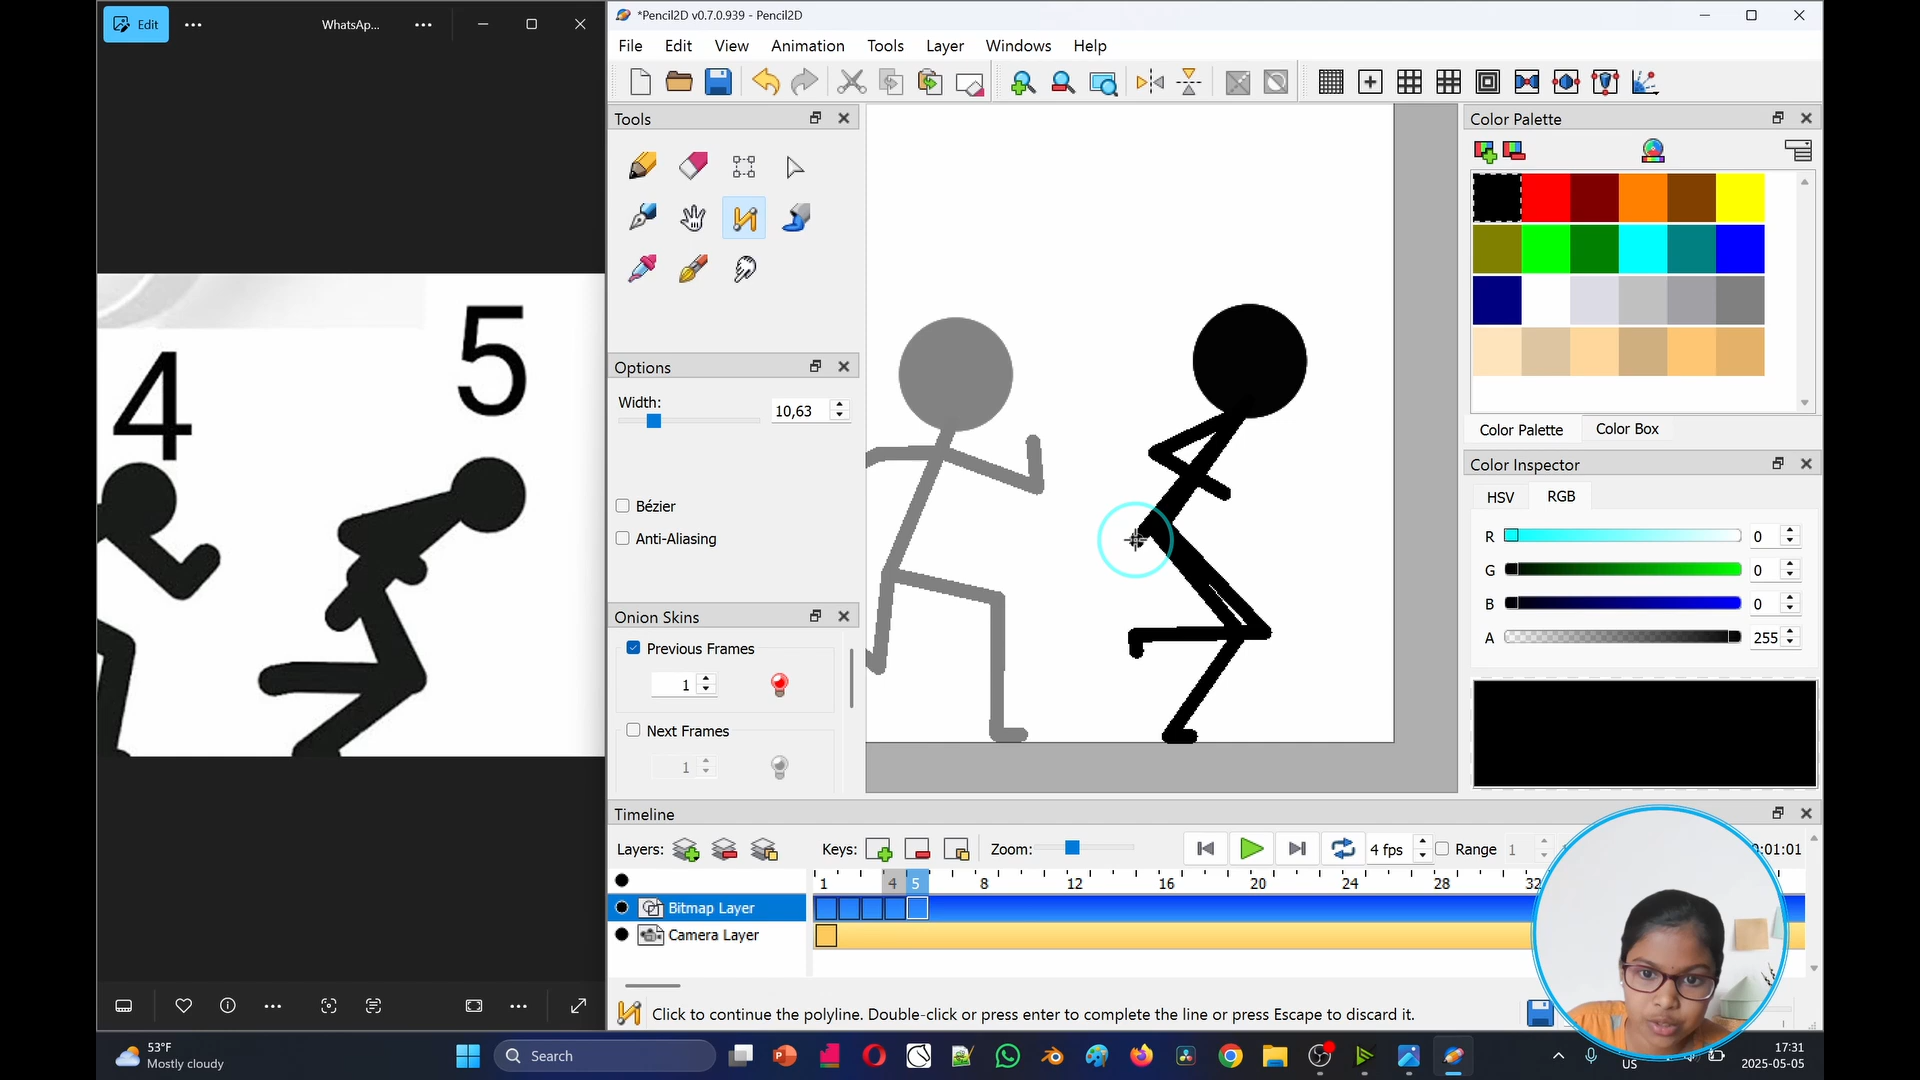 Edit
WhatsAp...
4
5
53°F
Mostly cloudy
*Pencil2D v0.7.0.939 - Pencil2D
File Edit View Animation Tools Layer Windows Help
Tools
Options
Width:
10,63
Bézier
Anti-Aliasing
Onion Skins
Previous Frames
1
Next Frames
1
Color Palette
Color Palette Color Box
Color Inspector
HSV RGB
R 0
G 0
B 0
A 255
Timeline
Layers: Keys: Zoom: 4 fps Range 1 0:01:01
1 4 5 8 12 16 20 24 28 32
Bitmap Layer
Camera Layer
Click to continue the polyline. Double-click or press enter to complete the line or press Escape to discard it.
Search
US
17:31
2025-05-05